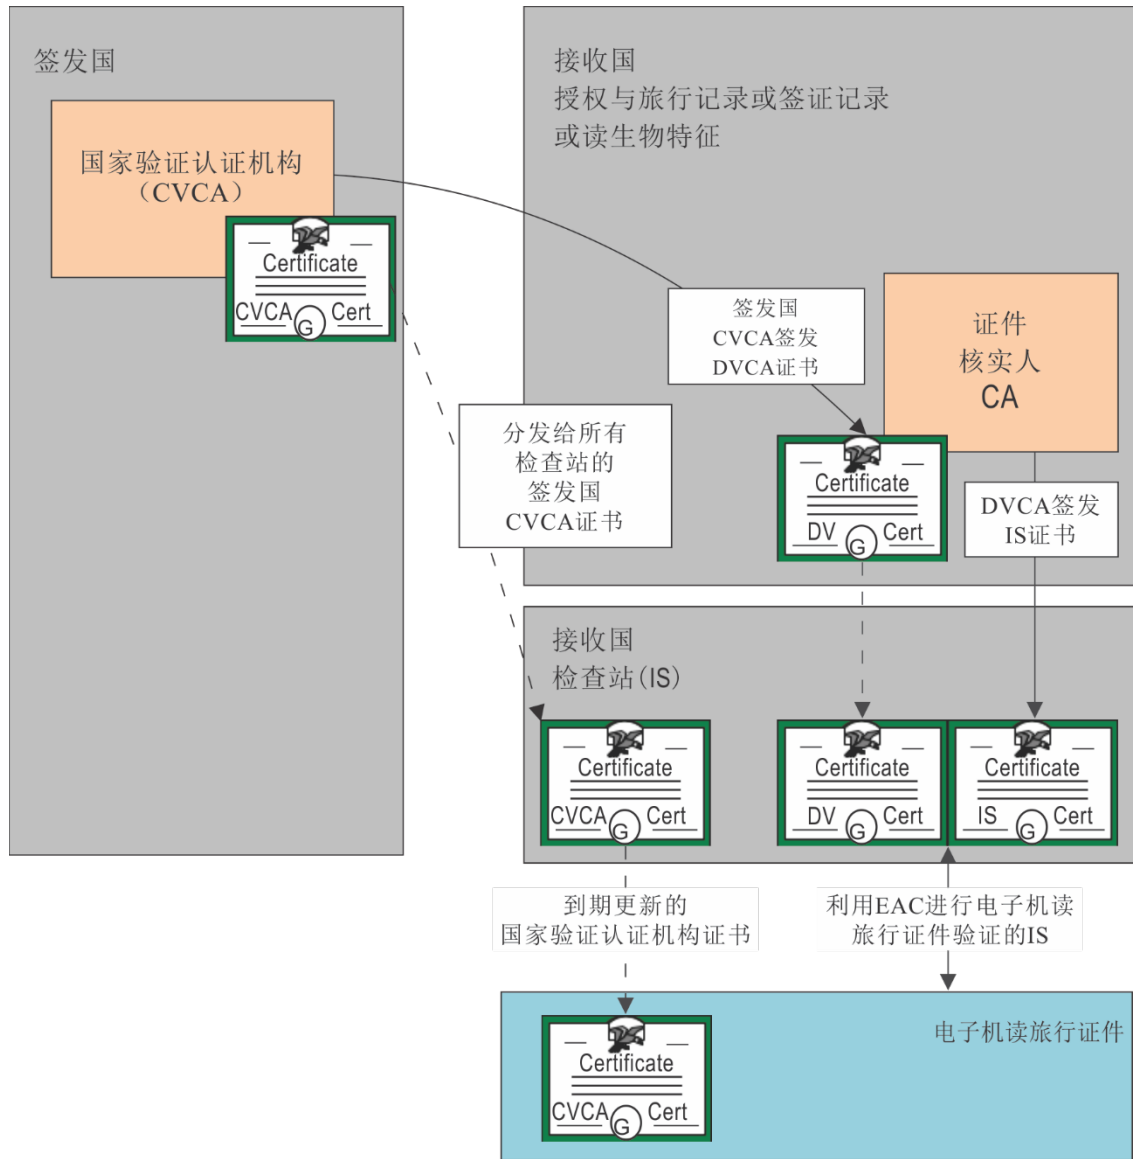 签发国
国家验证认证机构
（CVCA）
Certificate
CVCA G Cert
接收国
授权与旅行记录或签证记录
或读生物特征
签发国
CVCA签发
DVCA证书
证件
核实人
CA
分发给所有
检查站的
签发国
CVCA证书
Certificate
DV G Cert
DVCA签发
IS证书
接收国
检查站(IS)
Certificate
CVCA G Cert
Certificate
DV G Cert
Certificate
IS G Cert
到期更新的
国家验证认证机构证书
利用EAC进行电子机读
旅行证件验证的IS
电子机读旅行证件
Certificate
CVCA G Cert